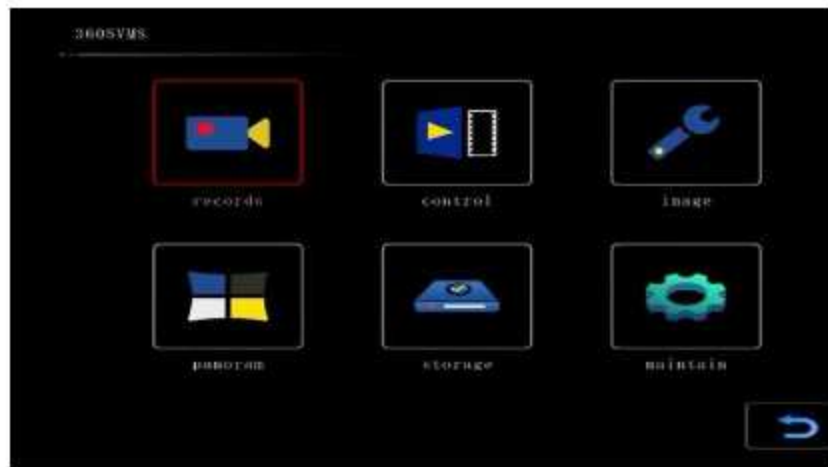 360SVMS
records
control
image
panoram
storage
maintain